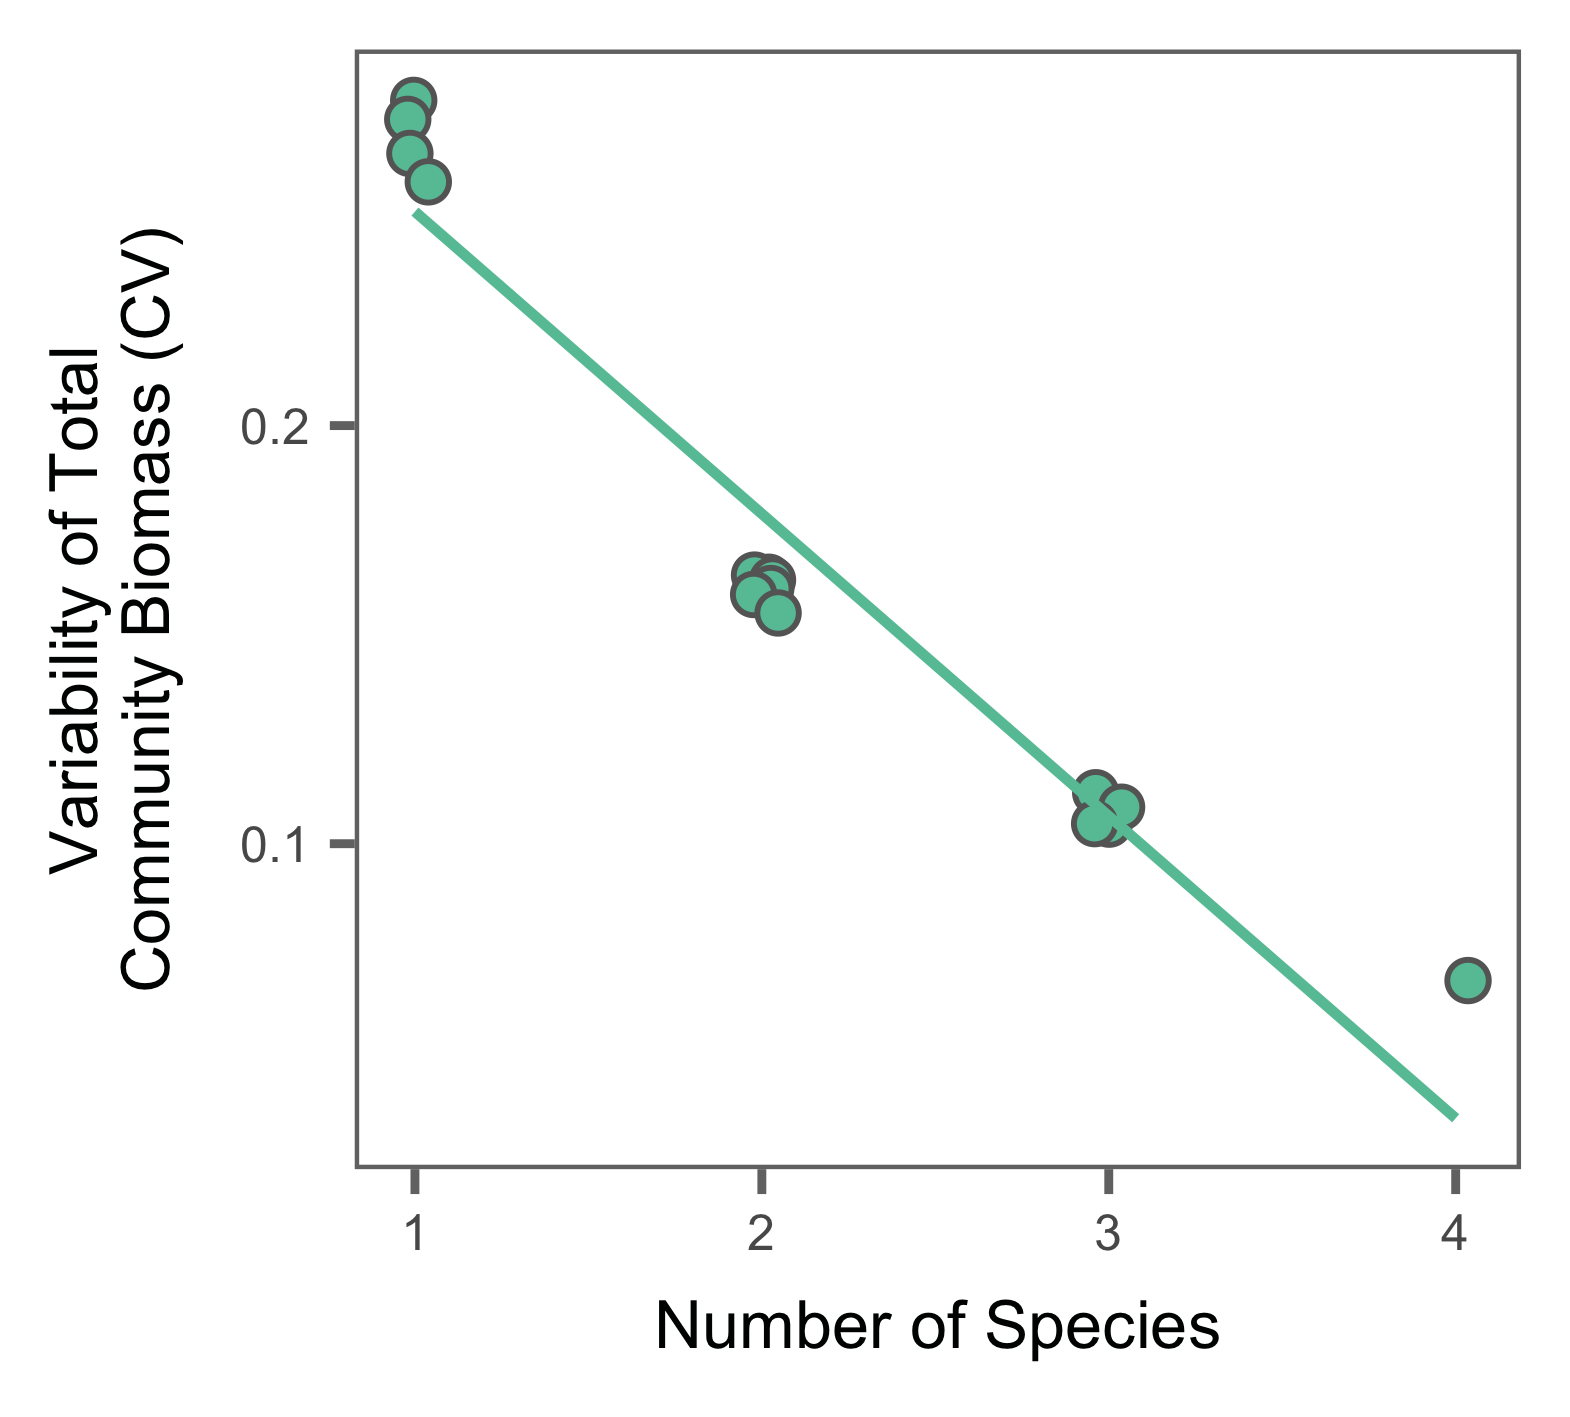 Variability of Total
Community Biomass (CV)
0.2
0.1
1 2 3 4
Number of Species